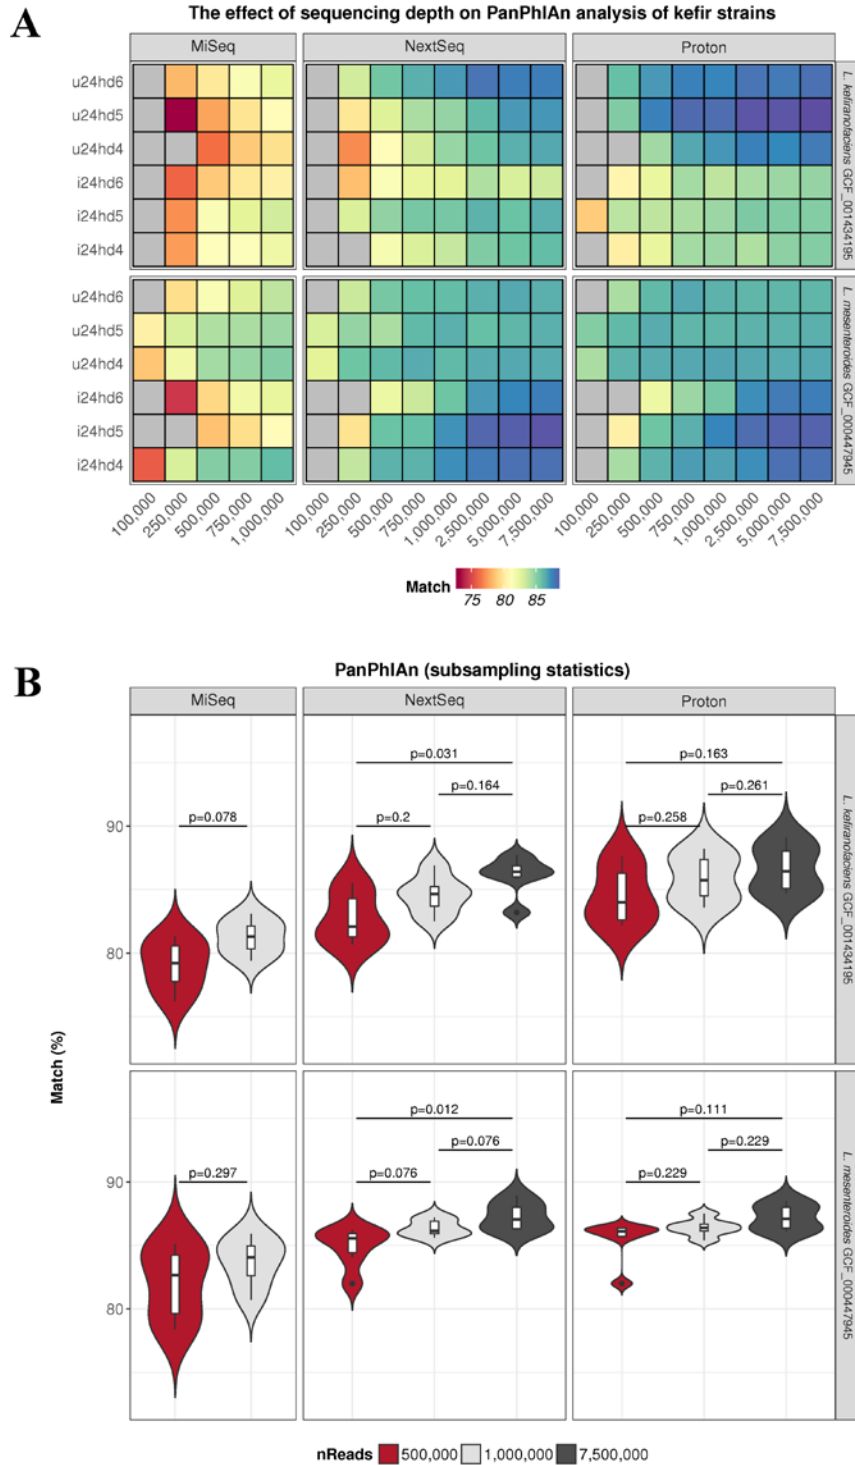 A
The effect of sequencing depth on PanPhlAn analysis of kefir strains
MiSeq
NextSeq
Proton
u24hd6
u24hd5
u24hd4
i24hd6
i24hd5
i24hd4
L. kefiranofaciens GCF_001434195
u24hd6
u24hd5
u24hd4
i24hd6
i24hd5
i24hd4
L. mesenteroides GCF_000447945
100,000
250,000
500,000
750,000
1,000,000
100,000
250,000
500,000
750,000
1,000,000
2,500,000
5,000,000
7,500,000
100,000
250,000
500,000
750,000
1,000,000
2,500,000
5,000,000
7,500,000
Match
75 80 85
B
PanPhlAn (subsampling statistics)
MiSeq
NextSeq
Proton
Match (%)
90
80
p=0.078
p=0.031
p=0.164
p=0.2
p=0.163
p=0.261
p=0.258
L. kefiranofaciens GCF_001434195
90
80
p=0.297
p=0.012
p=0.076
p=0.076
p=0.111
p=0.229
p=0.229
L. mesenteroides GCF_000447945
nReads 500,000 1,000,000 7,500,000